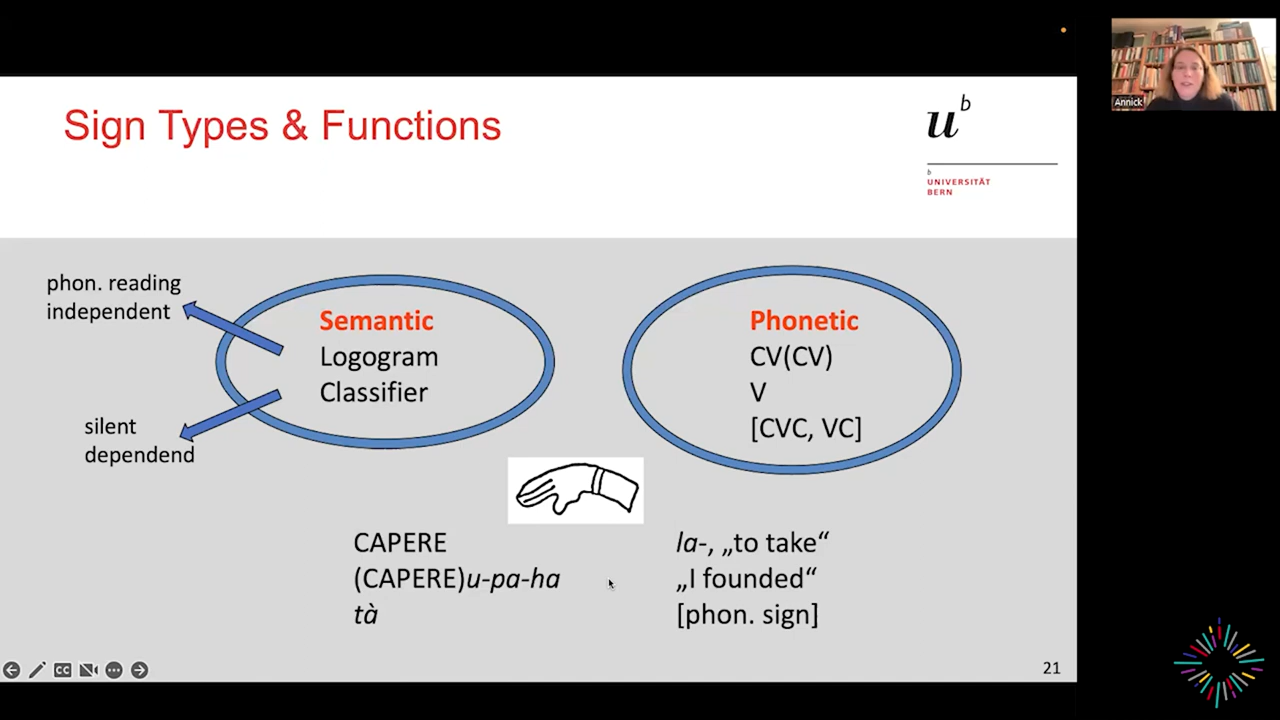 Sign Types & Functions
u^b
b
UNIVERSITÄT
BERN
Annick
phon. reading
independent
Semantic
Logogram
Classifier
silent
dependend
Phonetic
CV(CV)
V
[CVC, VC]
CAPERE
la-, „to take“
(CAPERE)u-pa-ha
„I founded“
tà
[phon. sign]
CC
21